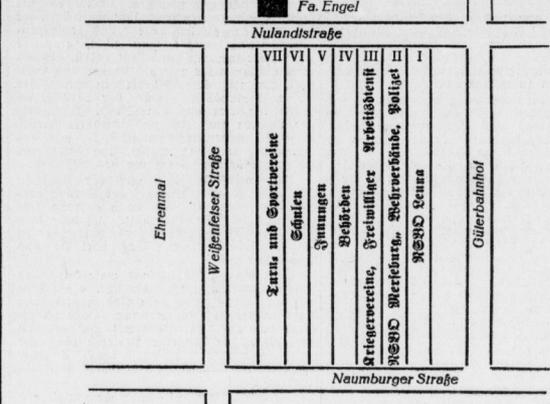 Fa. Engel
Nulandtstraße
VII VI V IV III II I
Ehrenmal
Weißenfelser Straße
Turn- und Sportvereine
Schulen
Innungen
Behörden
Kriegervereine, Freiwilliger Arbeitsdienst
NSBO Merseburg, Wehrverbände, Polizei
NSBO Leuna
Güterbahnhof
Naumburger Straße